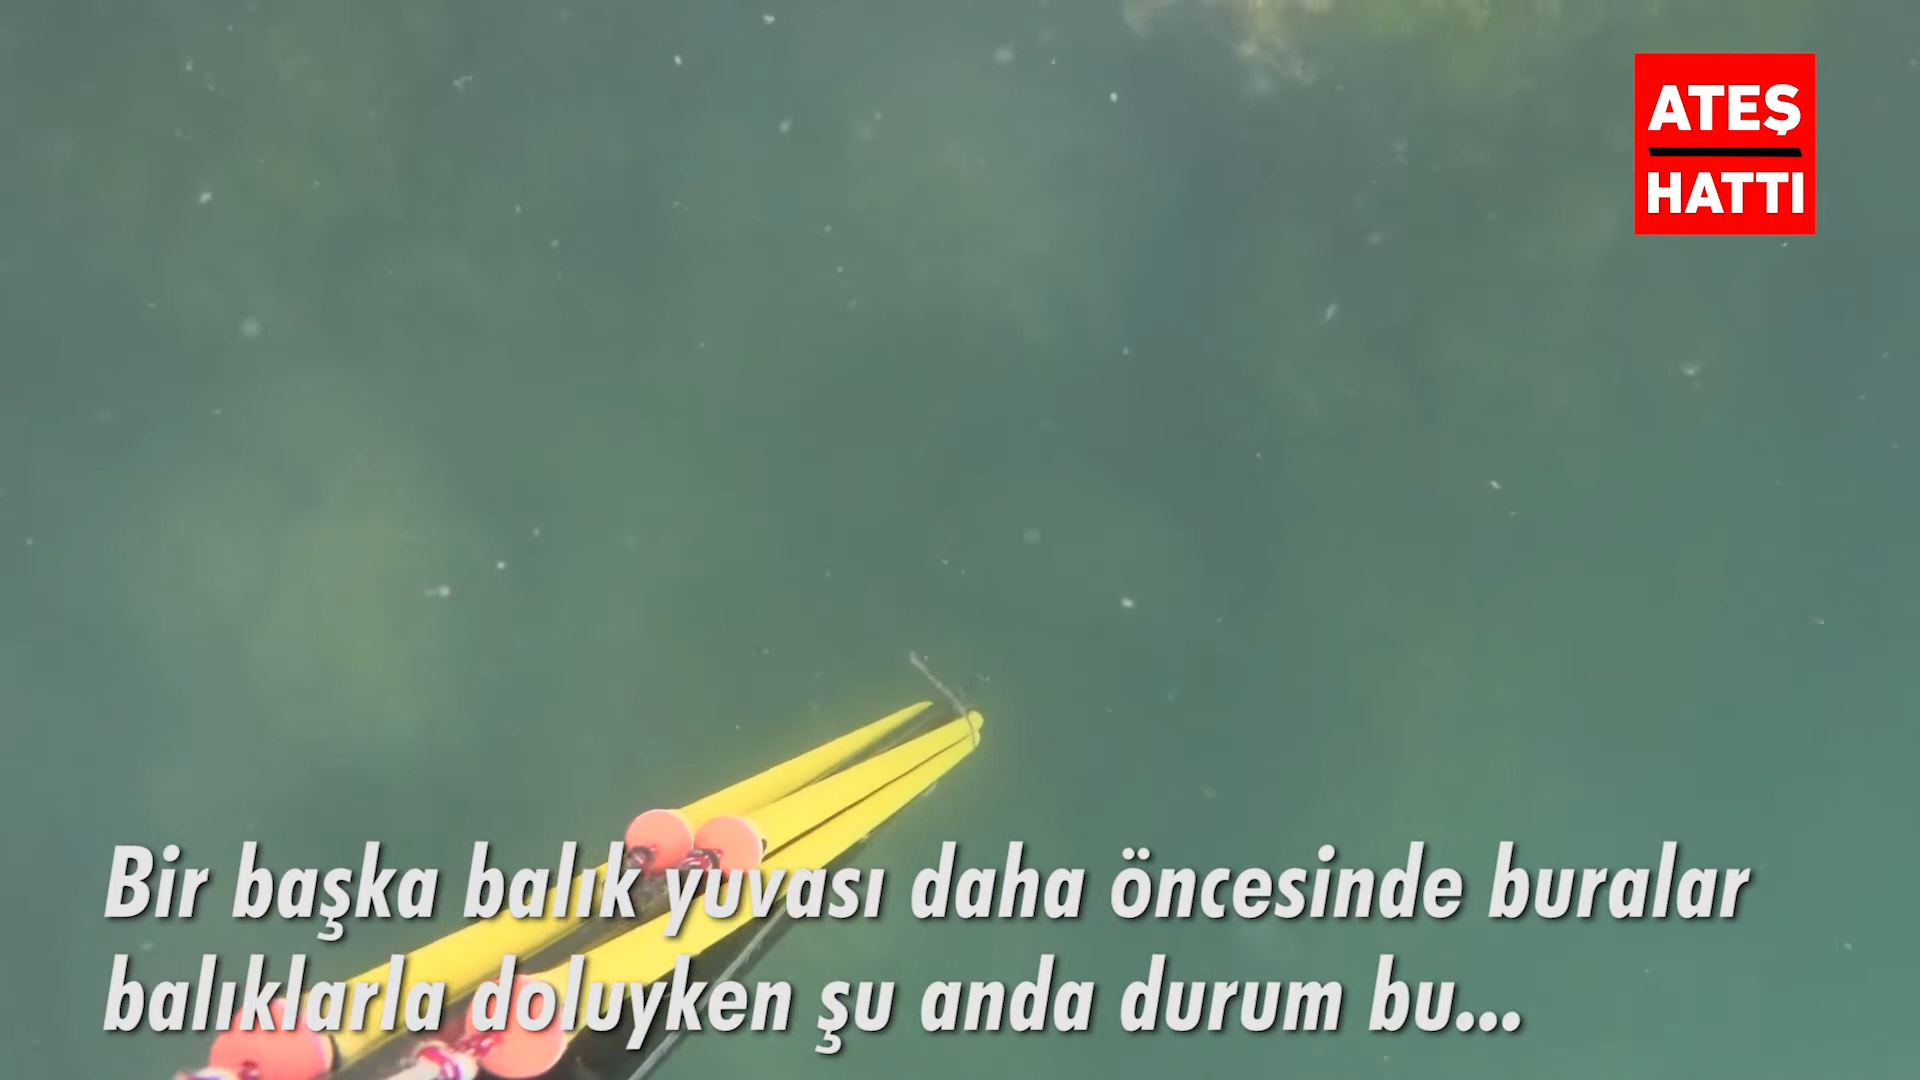 ATEŞ
HATTI
Bir başka balık yuvası daha öncesinde buralar
balıklarla doluyken şu anda durum bu...